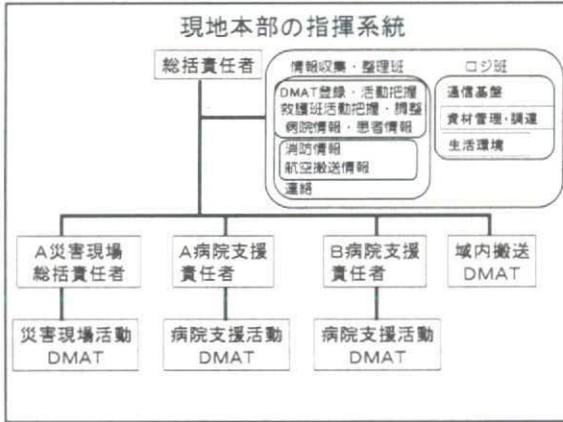 現地本部の指揮系統
総括責任者
情報収集・整理班
DMAT登録・活動把握
救護班活動把握・調整
病院情報・患者情報
消防情報
航空搬送情報
連絡
ロジ班
通信基盤
資材管理・調達
生活環境
A災害現場
総括責任者
A病院支援
責任者
B病院支援
責任者
域内搬送
DMAT
災害現場活動
DMAT
病院支援活動
DMAT
病院支援活動
DMAT